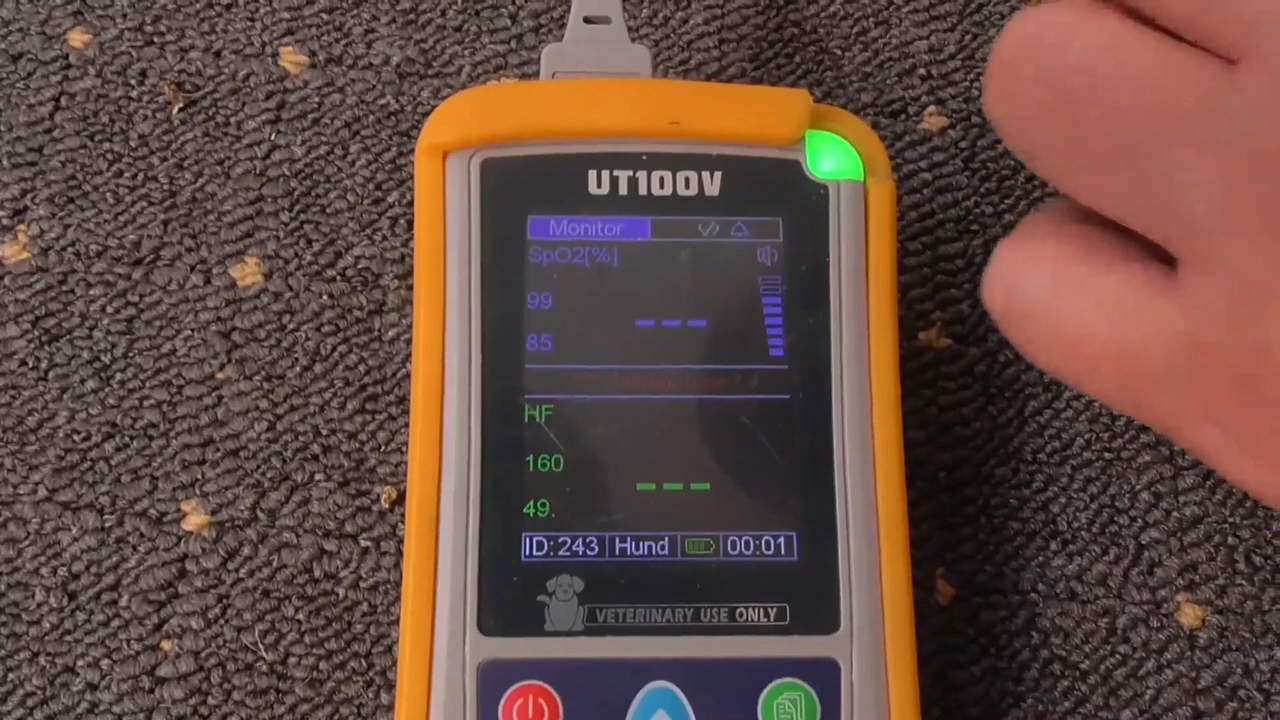 UT100V
Monitor
SpO2[%]
99
---
85
HF
160
---
49.
ID:243 Hund 00:01
VETERINARY USE ONLY